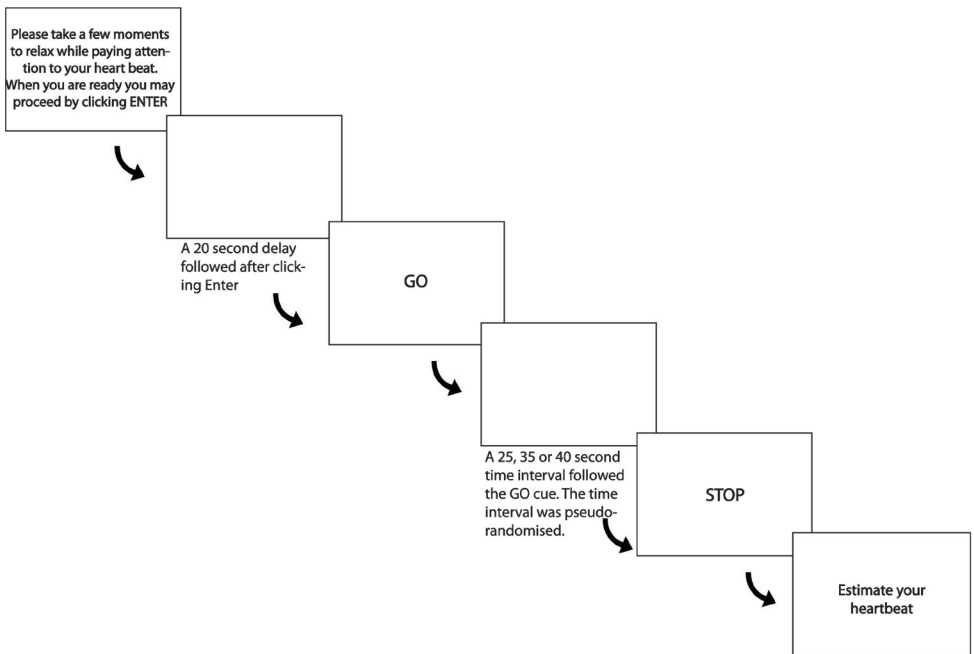 Please take a few moments
to relax while paying atten-
tion to your heart beat.
When you are ready you may
proceed by clicking ENTER
A 20 second delay
followed after click-
ing Enter
GO
A 25, 35 or 40 second
time interval followed
the GO cue. The time
interval was pseudo-
randomised.
STOP
Estimate your
heartbeat